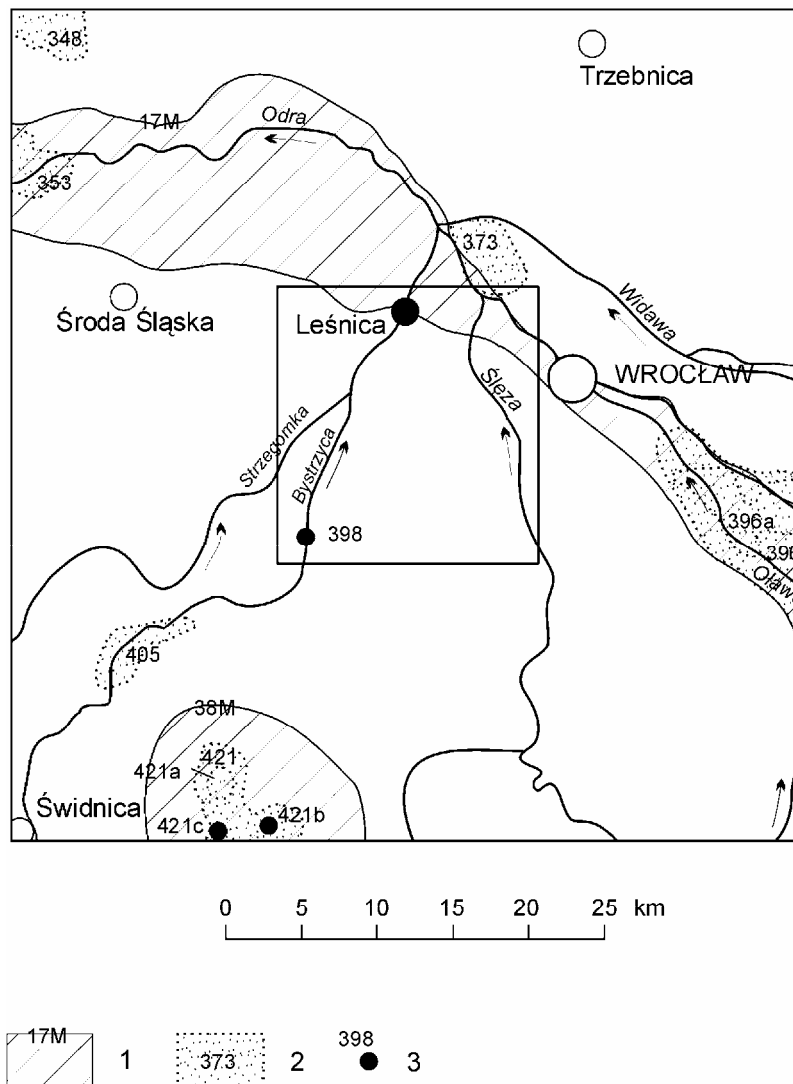 348
Trzebnica
17M
Odra
353
373
Środa Śląska
Leśnica
Widawa
WROCŁAW
Ślęza
Strzegomka
Bystrzyca
398
396a
396
Oława
405
38M
421
421a
Świdnica
421b
421c
0 5 10 15 20 25 km
17M 1
373 2
398 3